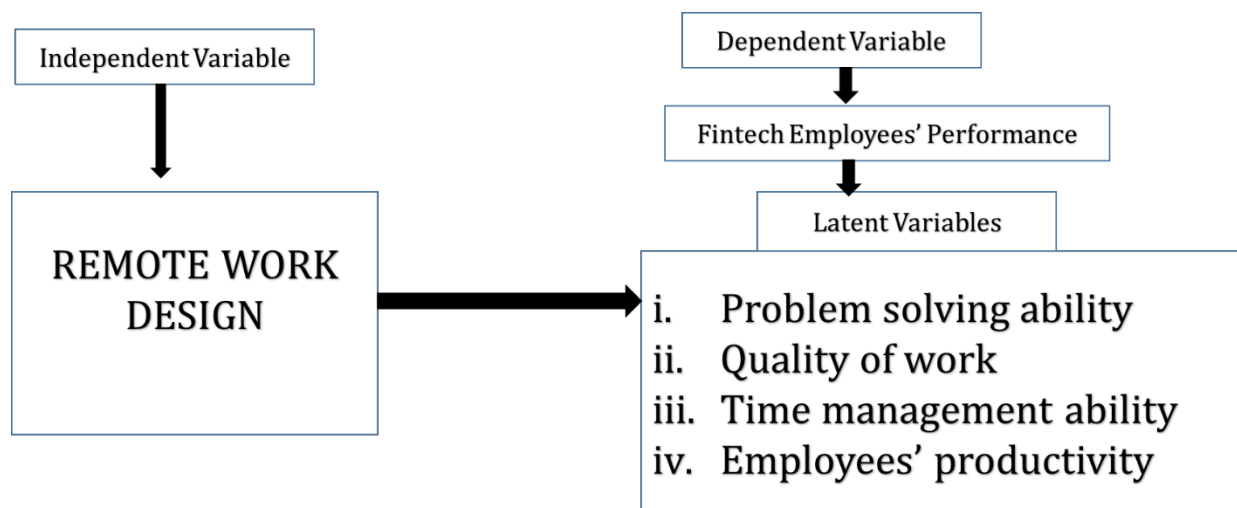 Independent Variable
REMOTE WORK
DESIGN
Dependent Variable
Fintech Employees’ Performance
Latent Variables
i. Problem solving ability
ii. Quality of work
iii. Time management ability
iv. Employees’ productivity